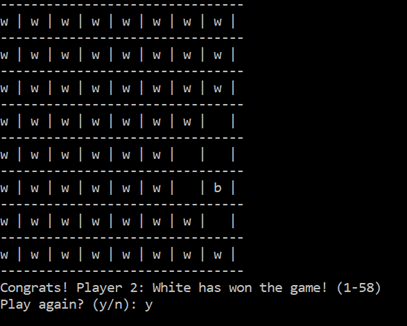 --------------------------------
w | w | w | w | w | w | w | w |
--------------------------------
w | w | w | w | w | w | w | w |
--------------------------------
w | w | w | w | w | w | w | w |
--------------------------------
w | w | w | w | w | w | w |   |
--------------------------------
w | w | w | w | w | w |   |   |
--------------------------------
w | w | w | w | w | w |   | b |
--------------------------------
w | w | w | w | w | w | w |   |
--------------------------------
w | w | w | w | w | w | w | w |
--------------------------------
Congrats! Player 2: White has won the game! (1-58)
Play again? (y/n): y